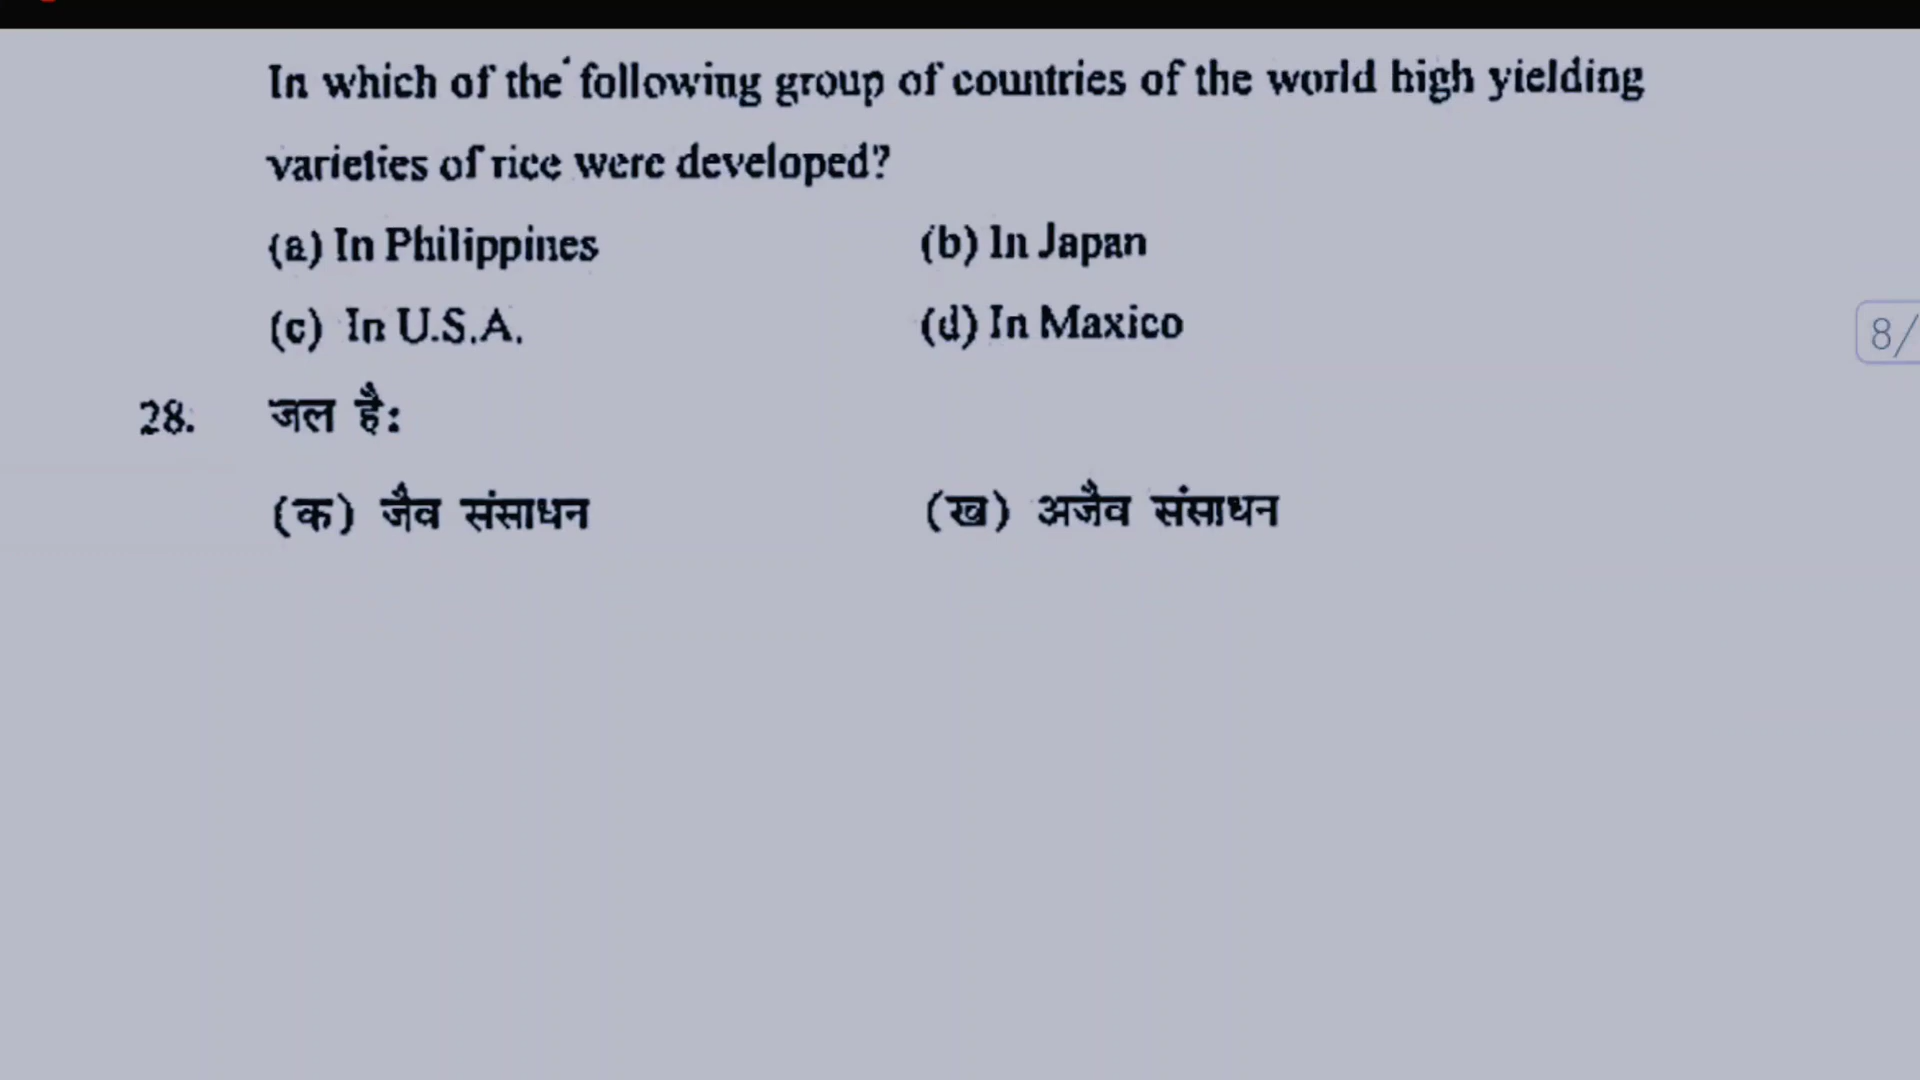 In which of the following group of countries of the world high yielding
varieties of rice were developed?
(a) In Philippines (b) In Japan
(c) In U.S.A. (d) In Maxico
28. जल है:
(क) जैव संसाधन (ख) अजैव संसाधन
8/